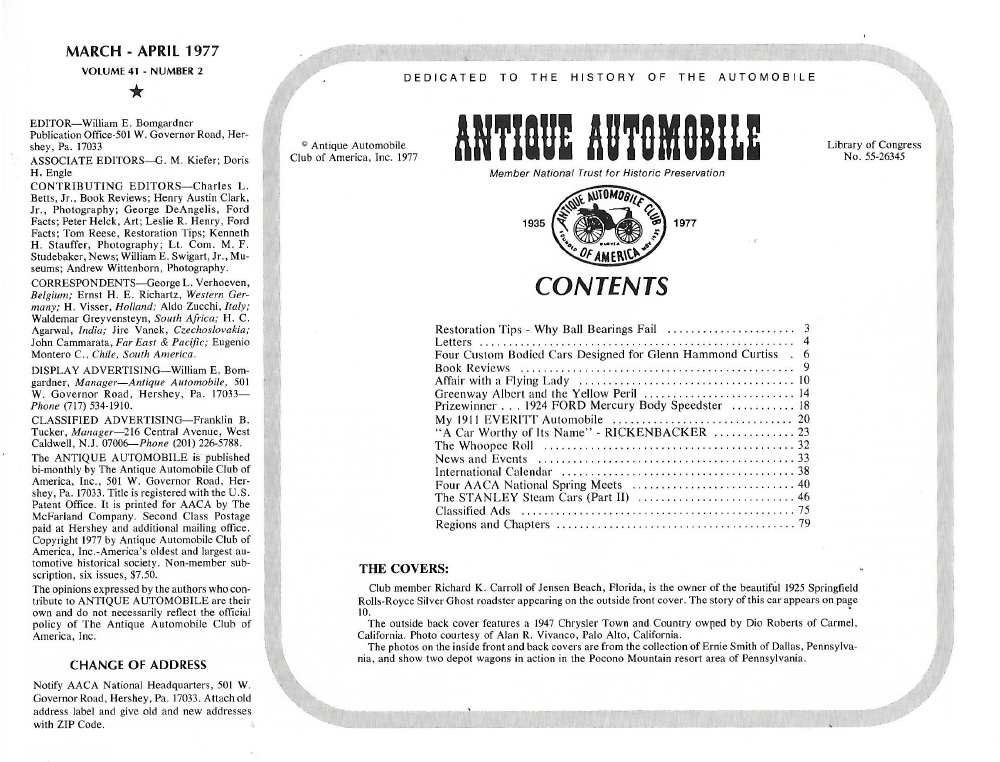 MARCH - APRIL 1977
VOLUME 41 - NUMBER 2
★
EDITOR—William E. Bomgardner
Publication Office-501 W. Governor Road, Her-
shey, Pa. 17033
ASSOCIATE EDITORS—G. M. Kiefer; Doris
H. Engle
CONTRIBUTING EDITORS—Charles L.
Betts, Jr., Book Reviews; Henry Austin Clark,
Jr., Photography; George DeAngelis, Ford
Facts; Peter Helck, Art; Leslie R. Henry, Ford
Facts; Tom Reese, Restoration Tips; Kenneth
H. Stauffer, Photography; Lt. Com. M. F.
Studebaker, News; William E. Swigart, Jr., Mu-
seums; Andrew Wittenborn, Photography.
CORRESPONDENTS—George L. Verhoeven,
Belgium; Ernst H. E. Richartz, Western Ger-
many; H. Visser, Holland; Aldo Zucchi, Italy;
Waldemar Greyvensteyn, South Africa; H. C.
Agarwal, India; Jire Vanek, Czechoslovakia;
John Cammarata, Far East & Pacific; Eugenio
Montero C., Chile, South America.
DISPLAY ADVERTISING—William E. Bom-
gardner, Manager—Antique Automobile, 501
W. Governor Road, Hershey, Pa. 17033—
Phone (717) 534-1910.
CLASSIFIED ADVERTISING—Franklin B.
Tucker, Manager—216 Central Avenue, West
Caldwell, N.J. 07006—Phone (201) 226-5788.
The ANTIQUE AUTOMOBILE is published
bi-monthly by The Antique Automobile Club of
America, Inc., 501 W. Governor Road, Her-
shey, Pa. 17033. Title is registered with the U.S.
Patent Office. It is printed for AACA by The
McFarland Company. Second Class Postage
paid at Hershey and additional mailing office.
Copyright 1977 by Antique Automobile Club of
America, Inc.-America's oldest and largest au-
tomotive historical society. Non-member sub-
scription, six issues, $7.50.
The opinions expressed by the authors who con-
tribute to ANTIQUE AUTOMOBILE are their
own and do not necessarily reflect the official
policy of The Antique Automobile Club of
America, Inc.
CHANGE OF ADDRESS
Notify AACA National Headquarters, 501 W.
Governor Road, Hershey, Pa. 17033. Attach old
address label and give old and new addresses
with ZIP Code.
DEDICATED TO THE HISTORY OF THE AUTOMOBILE
© Antique Automobile
Club of America, Inc. 1977
ANTIQUE AUTOMOBILE
Library of Congress
No. 55-26345
Member National Trust for Historic Preservation
1935
ANTIQUE AUTOMOBILE CLUB
OF AMERICA
FOUNDED
DURYEA
NOV 1935
1977
CONTENTS
Restoration Tips - Why Ball Bearings Fail ..................... 3
Letters ..................................................... 4
Four Custom Bodied Cars Designed for Glenn Hammond Curtiss . 6
Book Reviews ............................................. 9
Affair with a Flying Lady ................................... 10
Greenway Albert and the Yellow Peril ......................... 14
Prizewinner . . . 1924 FORD Mercury Body Speedster ........... 18
My 1911 EVERITT Automobile .............................. 20
"A Car Worthy of Its Name" - RICKENBACKER .............. 23
The Whoopee Roll .......................................... 32
News and Events .......................................... 33
International Calendar ....................................... 38
Four AACA National Spring Meets ........................... 40
The STANLEY Steam Cars (Part II) .......................... 46
Classified Ads ............................................. 75
Regions and Chapters ....................................... 79
THE COVERS:
Club member Richard K. Carroll of Jensen Beach, Florida, is the owner of the beautiful 1925 Springfield
Rolls-Royce Silver Ghost roadster appearing on the outside front cover. The story of this car appears on page
10.
The outside back cover features a 1947 Chrysler Town and Country owned by Dio Roberts of Carmel,
California. Photo courtesy of Alan R. Vivanco, Palo Alto, California.
The photos on the inside front and back covers are from the collection of Ernie Smith of Dallas, Pennsylva-
nia, and show two depot wagons in action in the Pocono Mountain resort area of Pennsylvania.